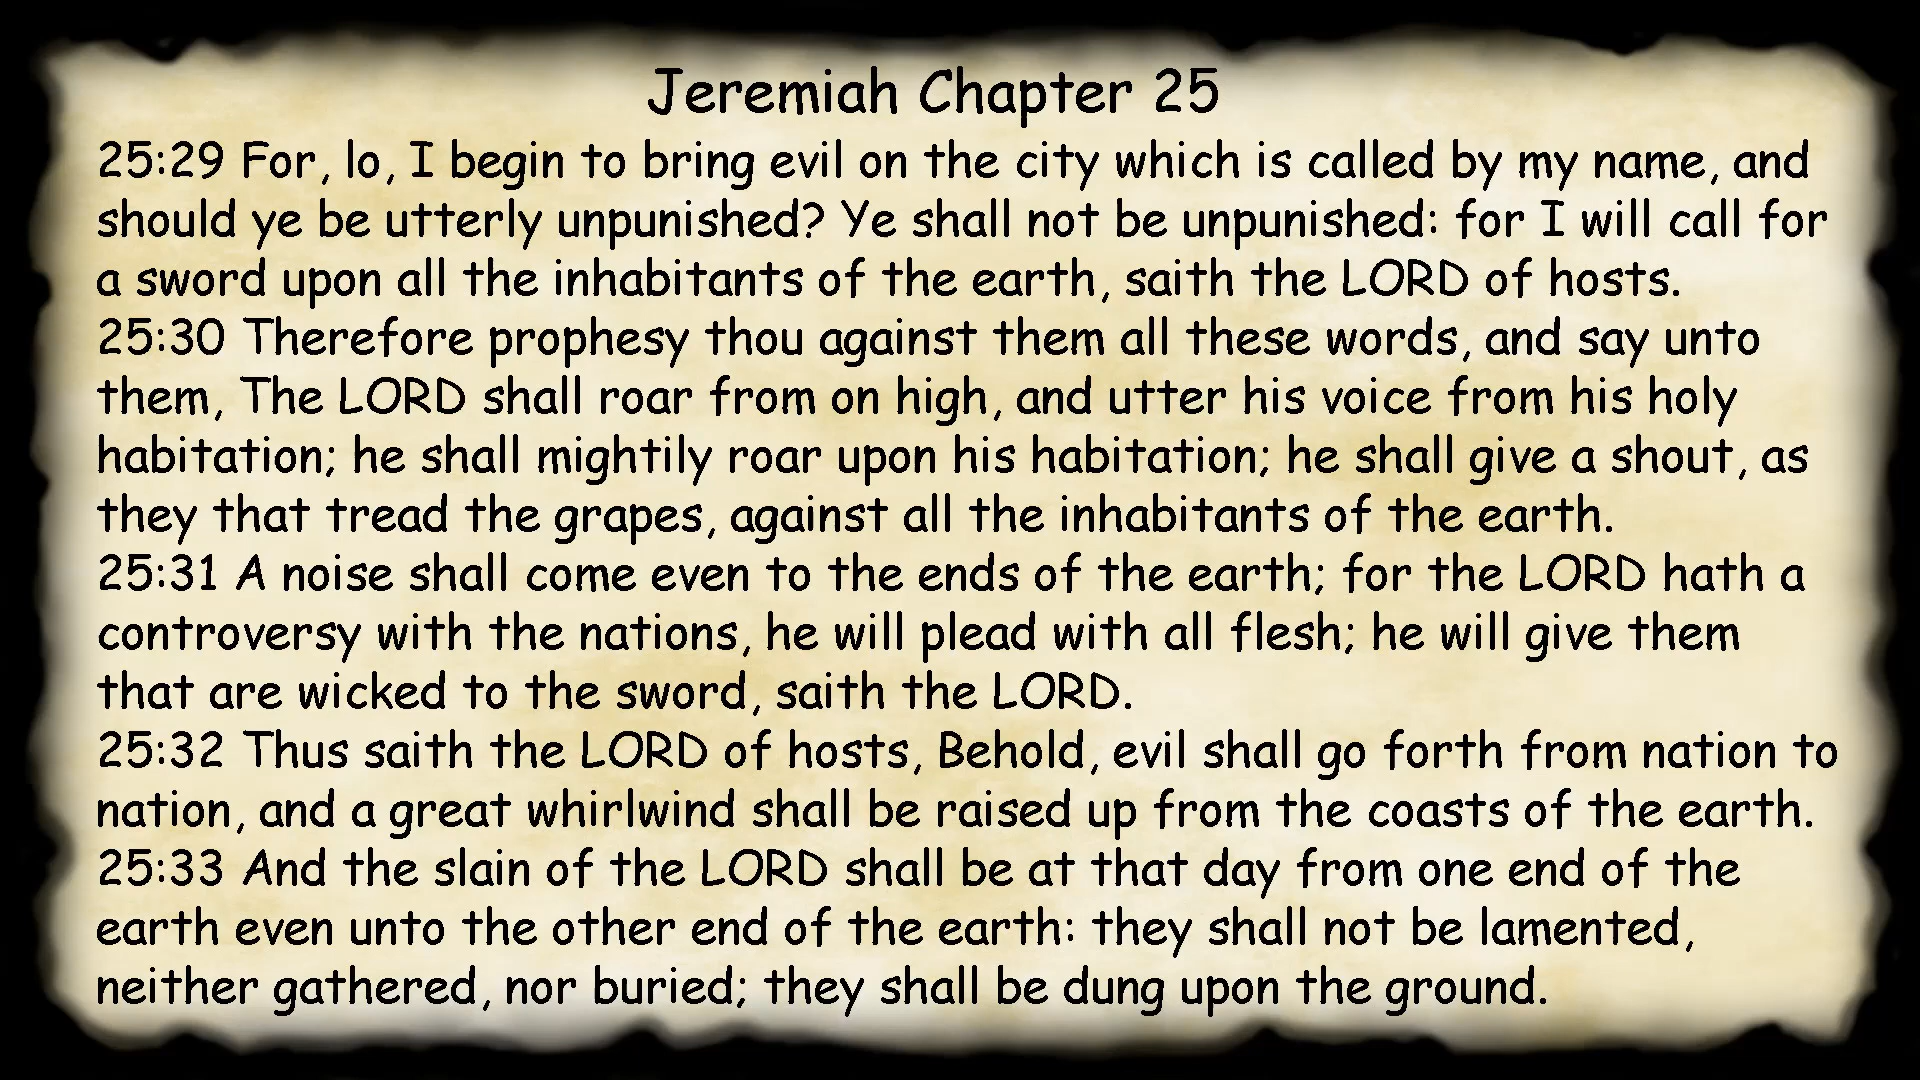 Jeremiah Chapter 25
25:29 For, lo, I begin to bring evil on the city which is called by my name, and
should ye be utterly unpunished? Ye shall not be unpunished: for I will call for
a sword upon all the inhabitants of the earth, saith the LORD of hosts.
25:30 Therefore prophesy thou against them all these words, and say unto
them, The LORD shall roar from on high, and utter his voice from his holy
habitation; he shall mightily roar upon his habitation; he shall give a shout, as
they that tread the grapes, against all the inhabitants of the earth.
25:31 A noise shall come even to the ends of the earth; for the LORD hath a
controversy with the nations, he will plead with all flesh; he will give them
that are wicked to the sword, saith the LORD.
25:32 Thus saith the LORD of hosts, Behold, evil shall go forth from nation to
nation, and a great whirlwind shall be raised up from the coasts of the earth.
25:33 And the slain of the LORD shall be at that day from one end of the
earth even unto the other end of the earth: they shall not be lamented,
neither gathered, nor buried; they shall be dung upon the ground.